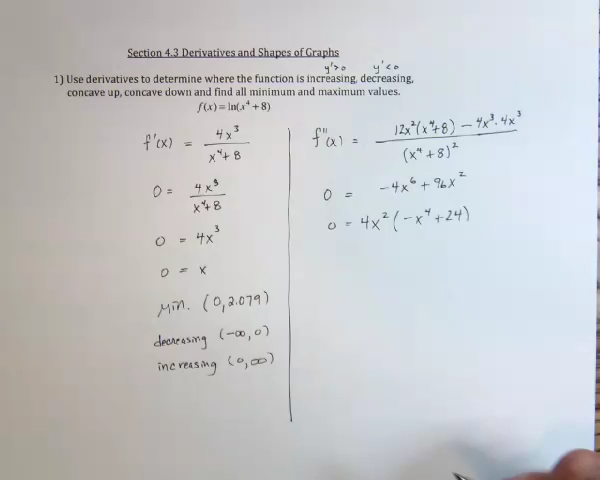 Section 4.3 Derivatives and Shapes of Graphs
y'>0 y'<0
1) Use derivatives to determine where the function is increasing, decreasing,
concave up, concave down and find all minimum and maximum values.
f(x) = ln(x⁴ + 8)
f'(x) = 4x³ / (x⁴+8)
0 = 4x³ / (x⁴+8)
0 = 4x³
0 = x
Min. (0, 2.079)
decreasing (-∞, 0)
increasing (0, ∞)
f''(x) = 12x²(x⁴+8) - 4x³·4x³ / (x⁴+8)²
0 = -4x⁶ + 96x²
0 = 4x²(-x⁴+24)